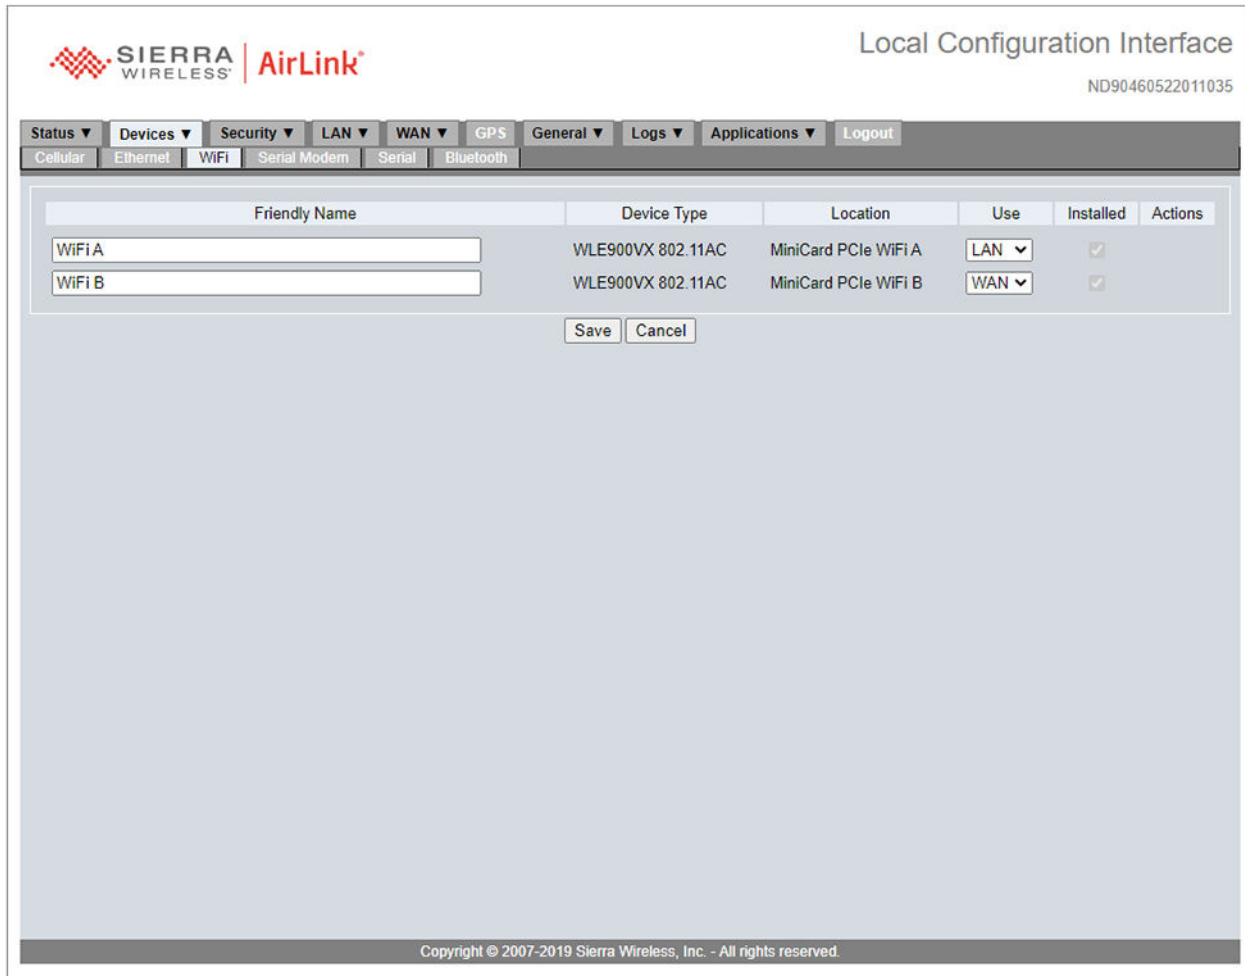 SIERRA WIRELESS AirLink®
Local Configuration Interface
ND90460522011035
Status ▼ Devices ▼ Security ▼ LAN ▼ WAN ▼ GPS General ▼ Logs ▼ Applications ▼ Logout
Cellular Ethernet WiFi Serial Modem Serial Bluetooth
Friendly Name Device Type Location Use Installed Actions
WiFi A WLE900VX 802.11AC MiniCard PCIe WiFi A LAN
WiFi B WLE900VX 802.11AC MiniCard PCIe WiFi B WAN
Save Cancel
Copyright © 2007-2019 Sierra Wireless, Inc. - All rights reserved.